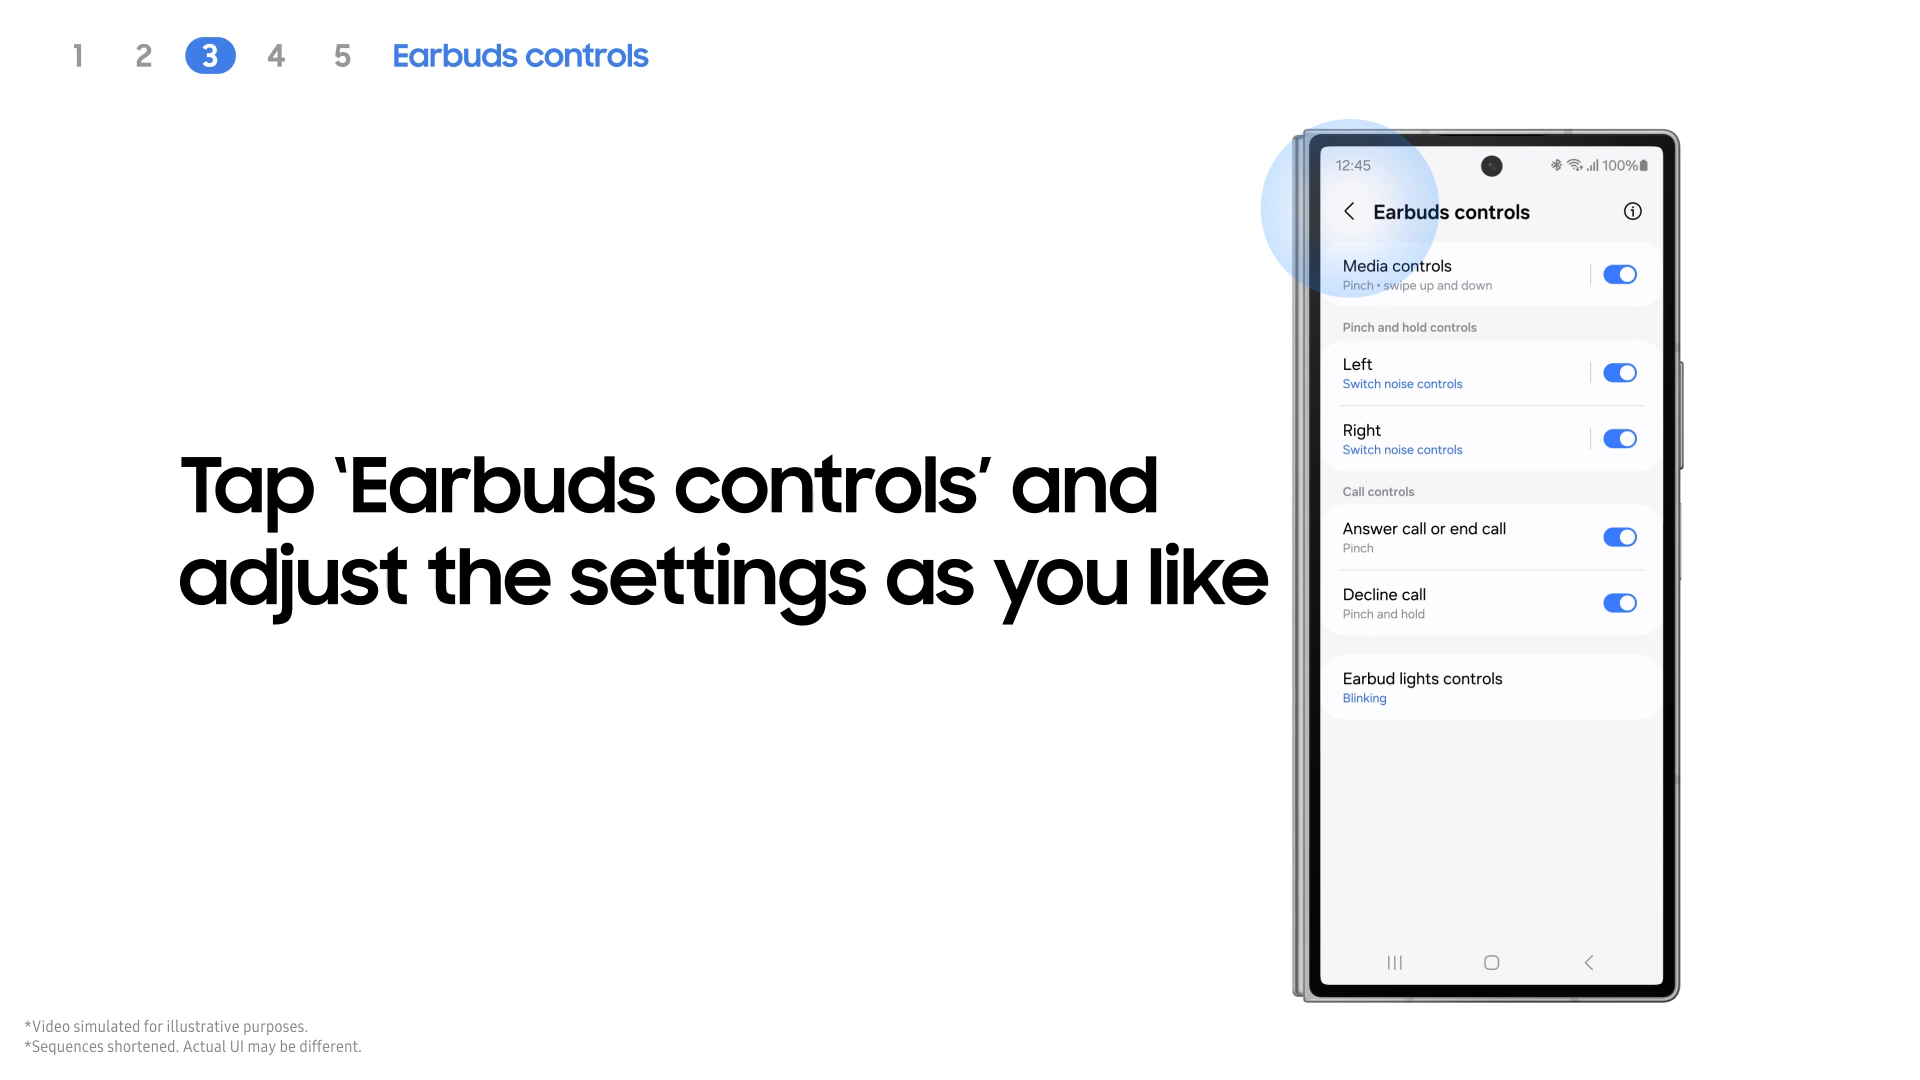 1 2 3 4 5 Earbuds controls
Tap ‘Earbuds controls’ and
adjust the settings as you like
12:45 100%
Earbuds controls
Media controls
Pinch • swipe up and down
Pinch and hold controls
Left
Switch noise controls
Right
Switch noise controls
Call controls
Answer call or end call
Pinch
Decline call
Pinch and hold
Earbud lights controls
Blinking
*Video simulated for illustrative purposes.
*Sequences shortened. Actual UI may be different.